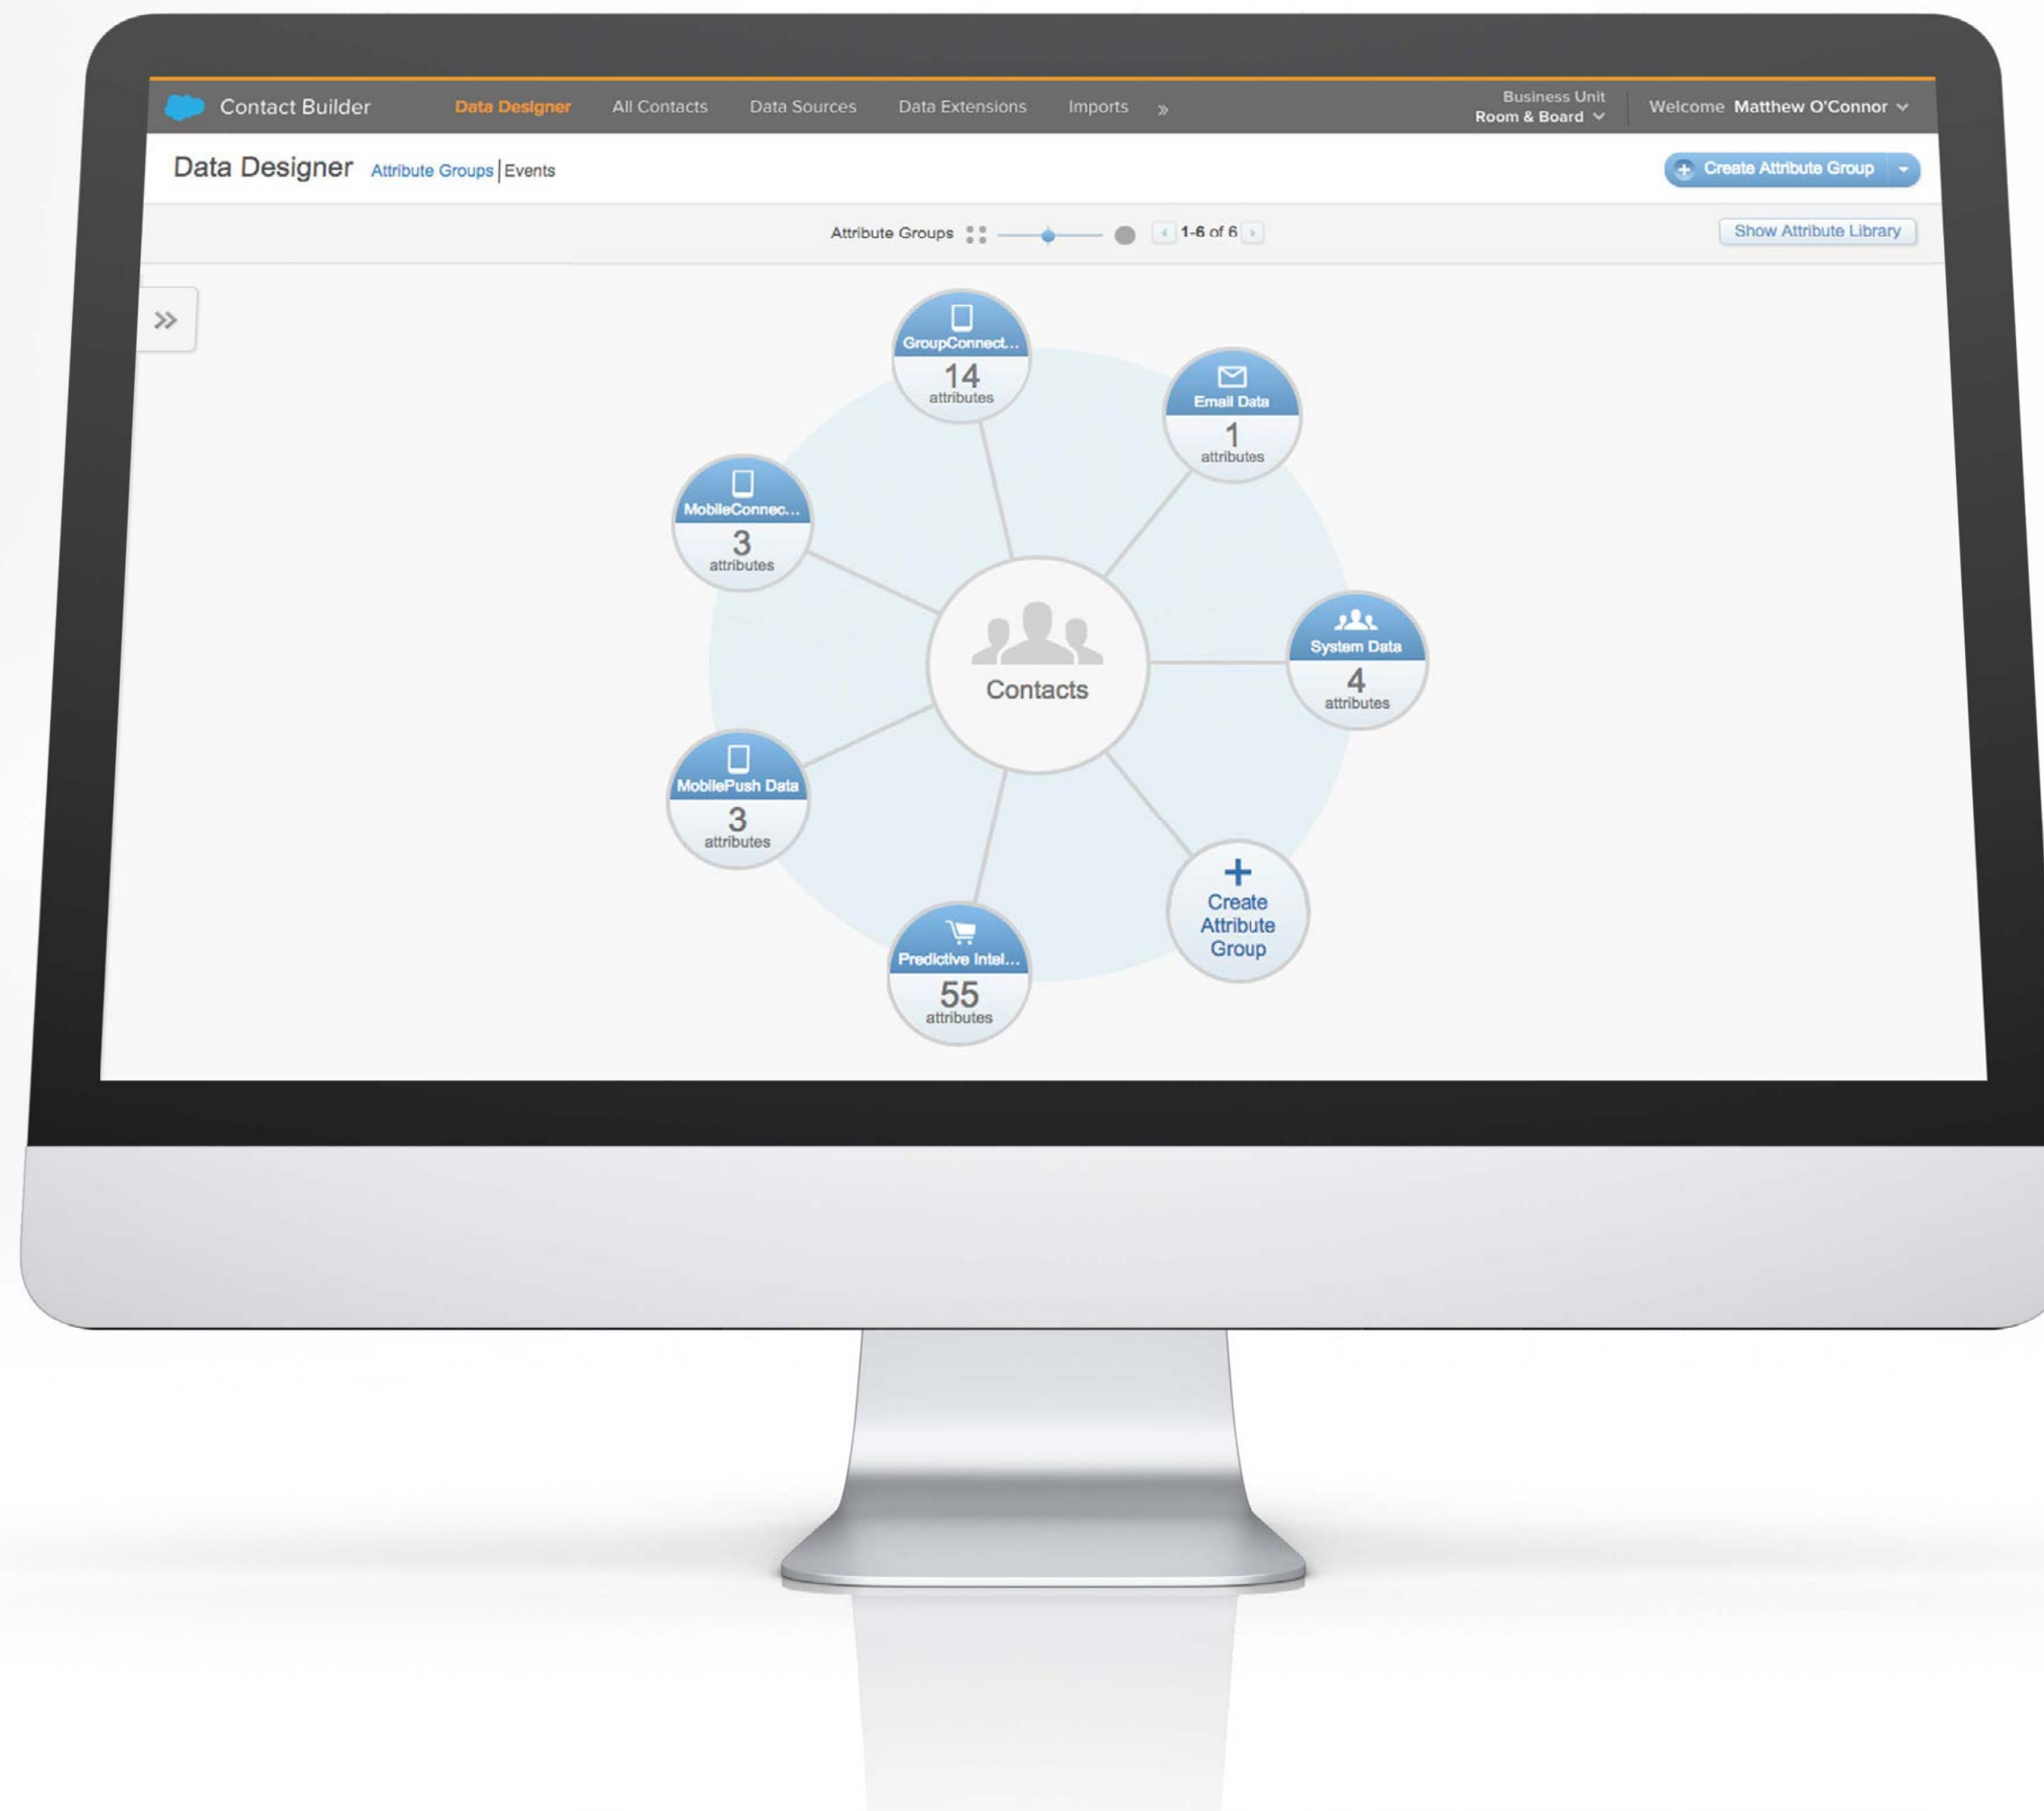 Contact Builder Data Designer All Contacts Data Sources Data Extensions Imports »
Business Unit
Room & Board
Welcome Matthew O'Connor
Data Designer Attribute Groups | Events
+ Create Attribute Group
Attribute Groups 1-6 of 6
Show Attribute Library
GroupConnect...
14
attributes
Email Data
1
attributes
MobileConnec...
3
attributes
Contacts
System Data
4
attributes
MobilePush Data
3
attributes
+
Create
Attribute
Group
Predictive Intel...
55
attributes